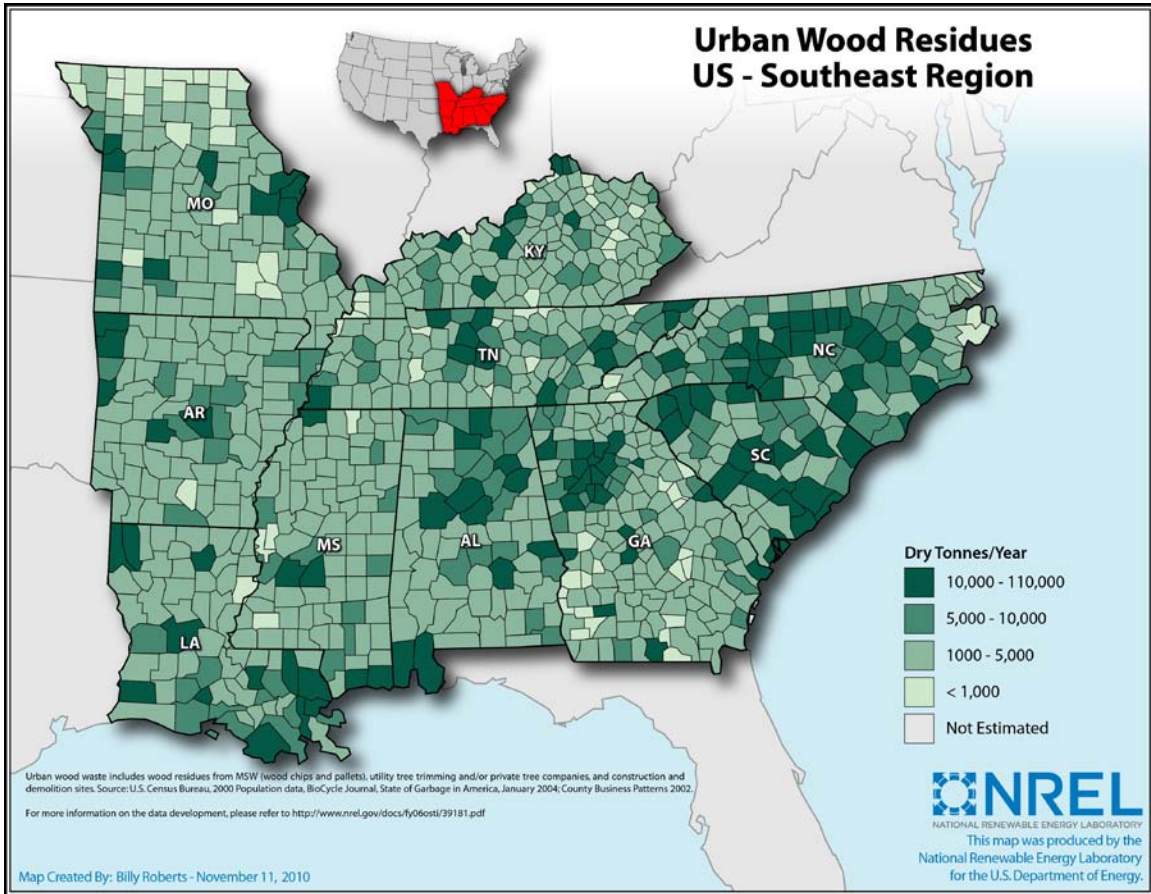 Urban Wood Residues
US - Southeast Region
MO
KY
TN
NC
AR
SC
MS
AL
GA
LA
Dry Tonnes/Year
10,000 - 110,000
5,000 - 10,000
1000 - 5,000
< 1,000
Not Estimated
Urban wood waste includes wood residues from MSW (wood chips and pallets), utility tree trimming and/or private tree companies, and construction and
demolition sites. Source: U.S. Census Bureau, 2000 Population data, BioCycle Journal, State of Garbage in America, January 2004; County Business Patterns 2002.
For more information on the data development, please refer to http://www.nrel.gov/docs/fy06osti/39181.pdf
NREL
NATIONAL RENEWABLE ENERGY LABORATORY
This map was produced by the
National Renewable Energy Laboratory
for the U.S. Department of Energy.
Map Created By: Billy Roberts - November 11, 2010